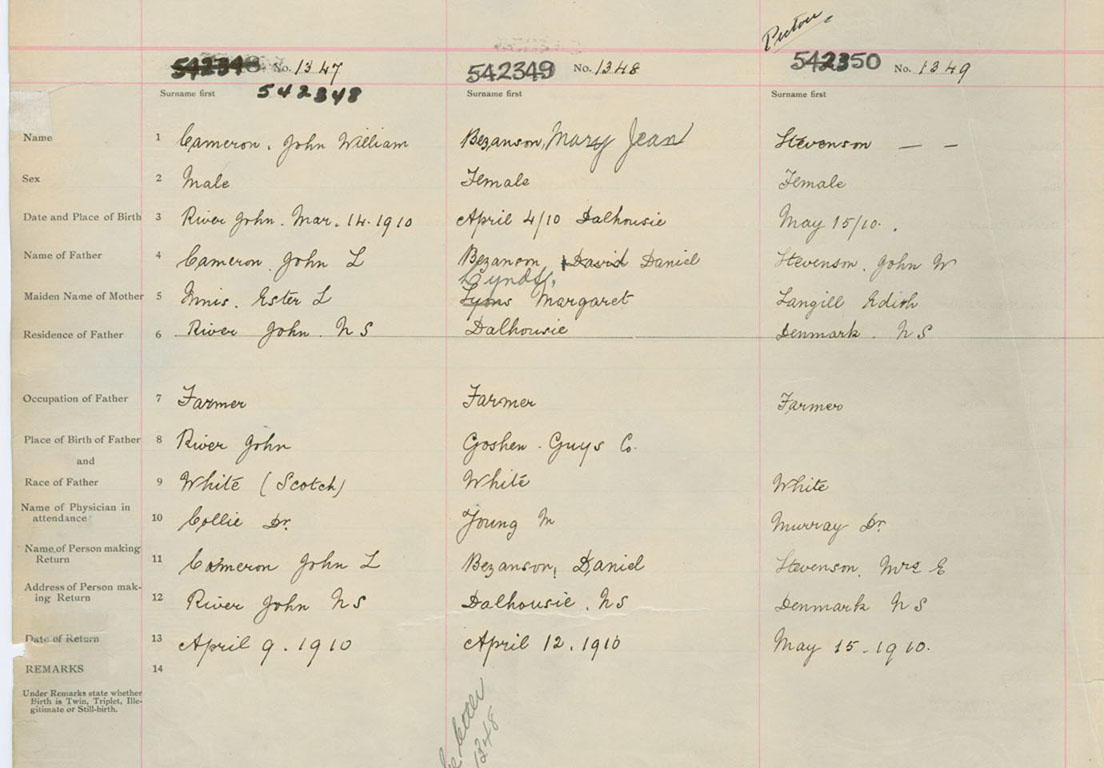 Pictou
542348 No. 1347 542349 No. 1348 542350 No. 1349
Surname first 542348 Surname first Surname first
Name 1 Cameron. John William Bezanson, Mary Jean Stevenson — —
Sex 2 Male Female Female
Date and Place of Birth 3 River John. Mar. 14. 1910 April 4/10 Dalhousie May 15/10.
Name of Father 4 Cameron. John L Bezanson, David Daniel Stevenson. John W
Maiden Name of Mother 5 Innis. Ester L Lyons Margaret Langill Edith
Residence of Father 6 River John. N S Dalhousie Denmark. N S
Occupation of Father 7 Farmer Farmer Farmer
Place of Birth of Father 8 River John Goshen. Guys Co.
and
Race of Father 9 White (Scotch) White White
Name of Physician in
attendance 10 Collie Dr. Young M Murray Dr.
Name of Person making
Return 11 Cameron John L Bezanson, Daniel Stevenson, Mrs E
Address of Person mak-
ing Return 12 River John N S Dalhousie. N S Denmark N S
Date of Return 13 April 9. 1910 April 12. 1910 May 15. 1910.
REMARKS 14
Under Remarks state whether
Birth is Twin, Triplet, Ille-
gitimate or Still-birth.
letter
1348